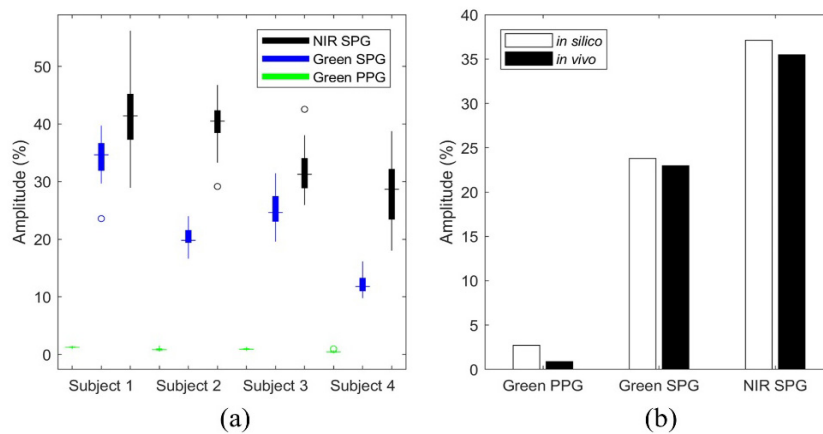 NIR SPG
Green SPG
Green PPG
Amplitude (%)
50
40
30
20
10
0
Subject 1 Subject 2 Subject 3 Subject 4
(a)
in silico
in vivo
Amplitude (%)
40
35
30
25
20
15
10
5
0
Green PPG Green SPG NIR SPG
(b)